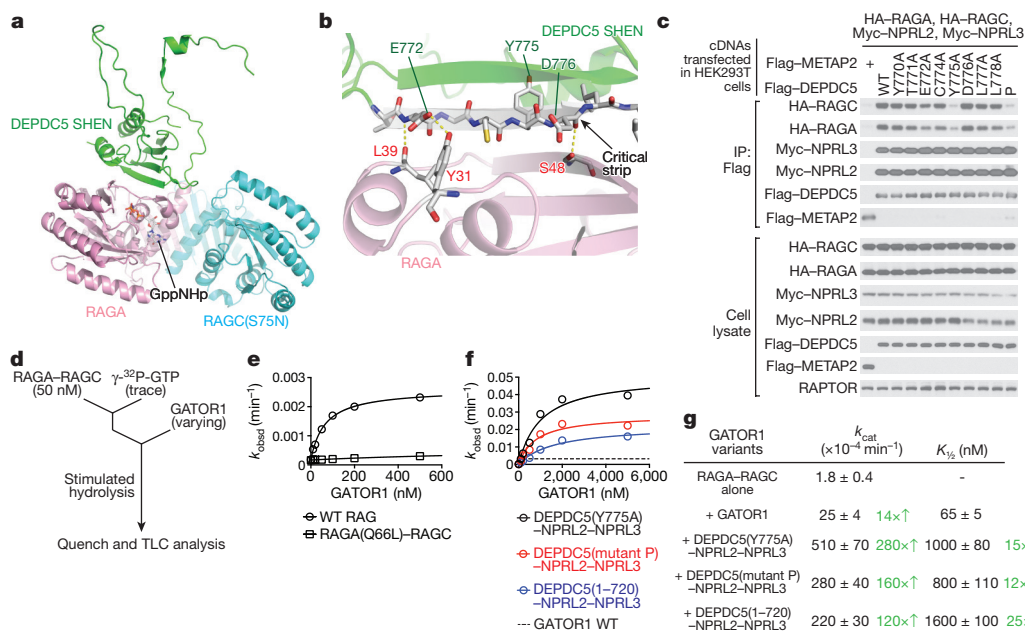 a
DEPDC5 SHEN
GppNHp
RAGA
RAGC(S75N)
b
DEPDC5 SHEN
E772
Y775
D776
L39
Y31
S48
Critical
strip
RAGA
c
HA–RAGA, HA–RAGC,
Myc–NPRL2, Myc–NPRL3
cDNAs
transfected
in HEK293T
cells
Flag–METAP2
+
Flag–DEPDC5
WT
Y770A
T771A
E772A
C774A
Y775A
D776A
L777A
L778A
P
IP:
Flag
HA–RAGC
HA–RAGA
Myc–NPRL3
Myc–NPRL2
Flag–DEPDC5
Flag–METAP2
Cell
lysate
HA–RAGC
HA–RAGA
Myc–NPRL3
Myc–NPRL2
Flag–DEPDC5
Flag–METAP2
RAPTOR
d
RAGA–RAGC
(50 nM)
γ-³²P-GTP
(trace)
GATOR1
(varying)
Stimulated
hydrolysis
Quench and TLC analysis
e
0.003
0.002
0.001
0
k obsd (min⁻¹)
0 200 400 600
GATOR1 (nM)
WT RAG
RAGA(Q66L)–RAGC
f
0.05
0.04
0.03
0.02
0.01
0
k obsd (min⁻¹)
0 2,000 4,000 6,000
GATOR1 (nM)
DEPDC5(Y775A)
–NPRL2–NPRL3
DEPDC5(mutant P)
–NPRL2–NPRL3
DEPDC5(1–720)
–NPRL2–NPRL3
GATOR1 WT
g
GATOR1 variants k cat (×10⁻⁴ min⁻¹) K½ (nM)
RAGA–RAGC alone 1.8 ± 0.4 -
+ GATOR1 25 ± 4 14×↑ 65 ± 5
+ DEPDC5(Y775A) –NPRL2–NPRL3 510 ± 70 280×↑ 1000 ± 80 15×
+ DEPDC5(mutant P) –NPRL2–NPRL3 280 ± 40 160×↑ 800 ± 110 12×
+ DEPDC5(1–720) –NPRL2–NPRL3 220 ± 30 120×↑ 1600 ± 100 25×